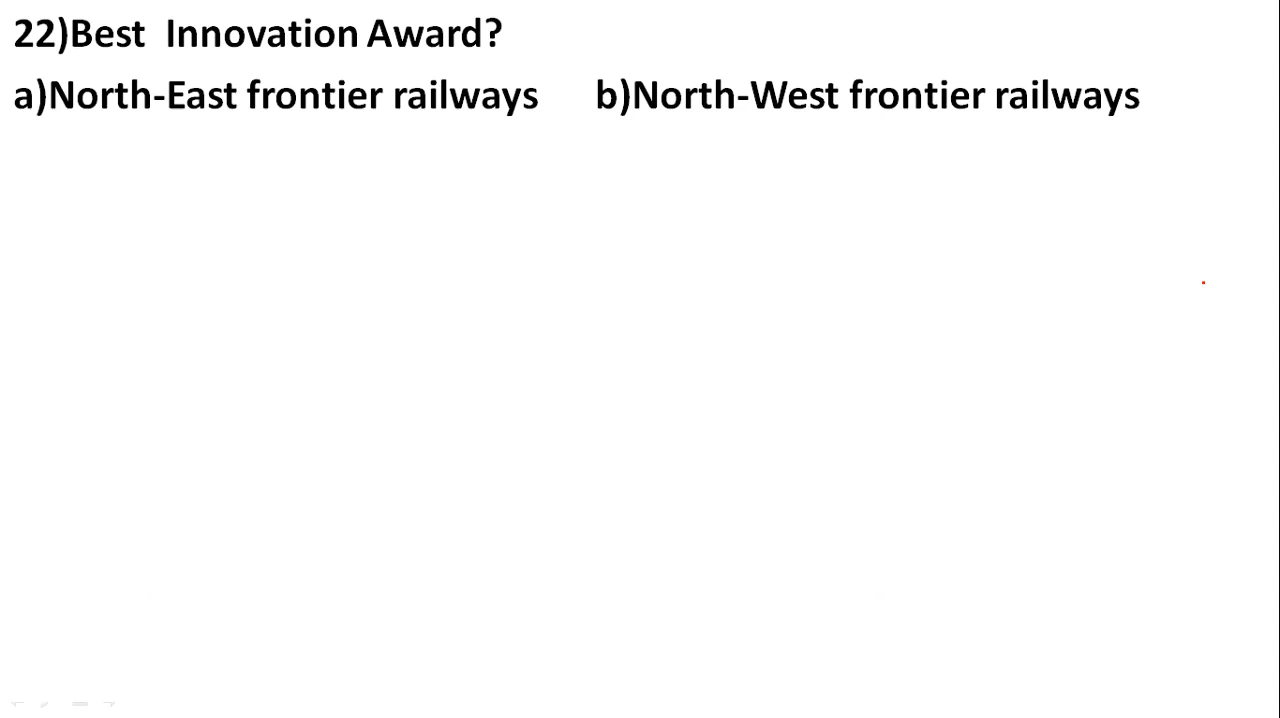 22)Best  Innovation Award?
a)North-East frontier railways      b)North-West frontier railways